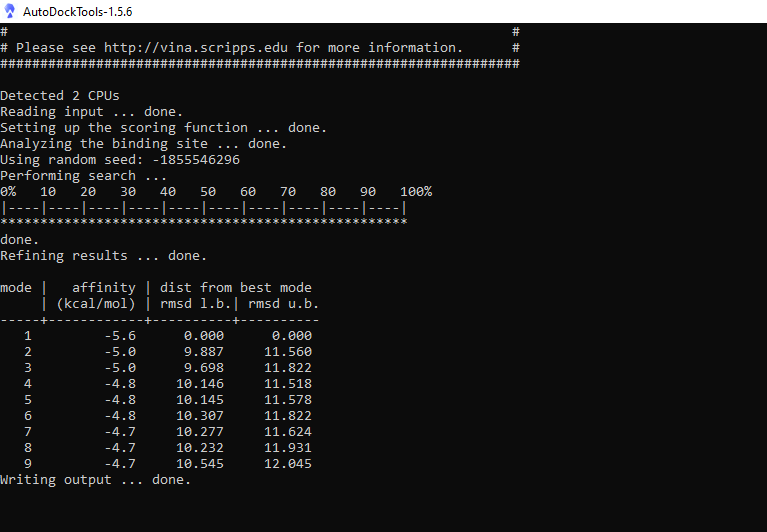 AutoDockTools-1.5.6
#                                                               #
# Please see http://vina.scripps.edu for more information.      #
#################################################################
Detected 2 CPUs
Reading input ... done.
Setting up the scoring function ... done.
Analyzing the binding site ... done.
Using random seed: -1855546296
Performing search ...
0%   10   20   30   40   50   60   70   80   90   100%
|----|----|----|----|----|----|----|----|----|----|
***************************************************
done.
Refining results ... done.
mode |   affinity | dist from best mode
     | (kcal/mol) | rmsd l.b.| rmsd u.b.
-----+------------+----------+----------
   1         -5.6      0.000      0.000
   2         -5.0      9.887     11.560
   3         -5.0      9.698     11.822
   4         -4.8     10.146     11.518
   5         -4.8     10.145     11.578
   6         -4.8     10.307     11.822
   7         -4.7     10.277     11.624
   8         -4.7     10.232     11.931
   9         -4.7     10.545     12.045
Writing output ... done.